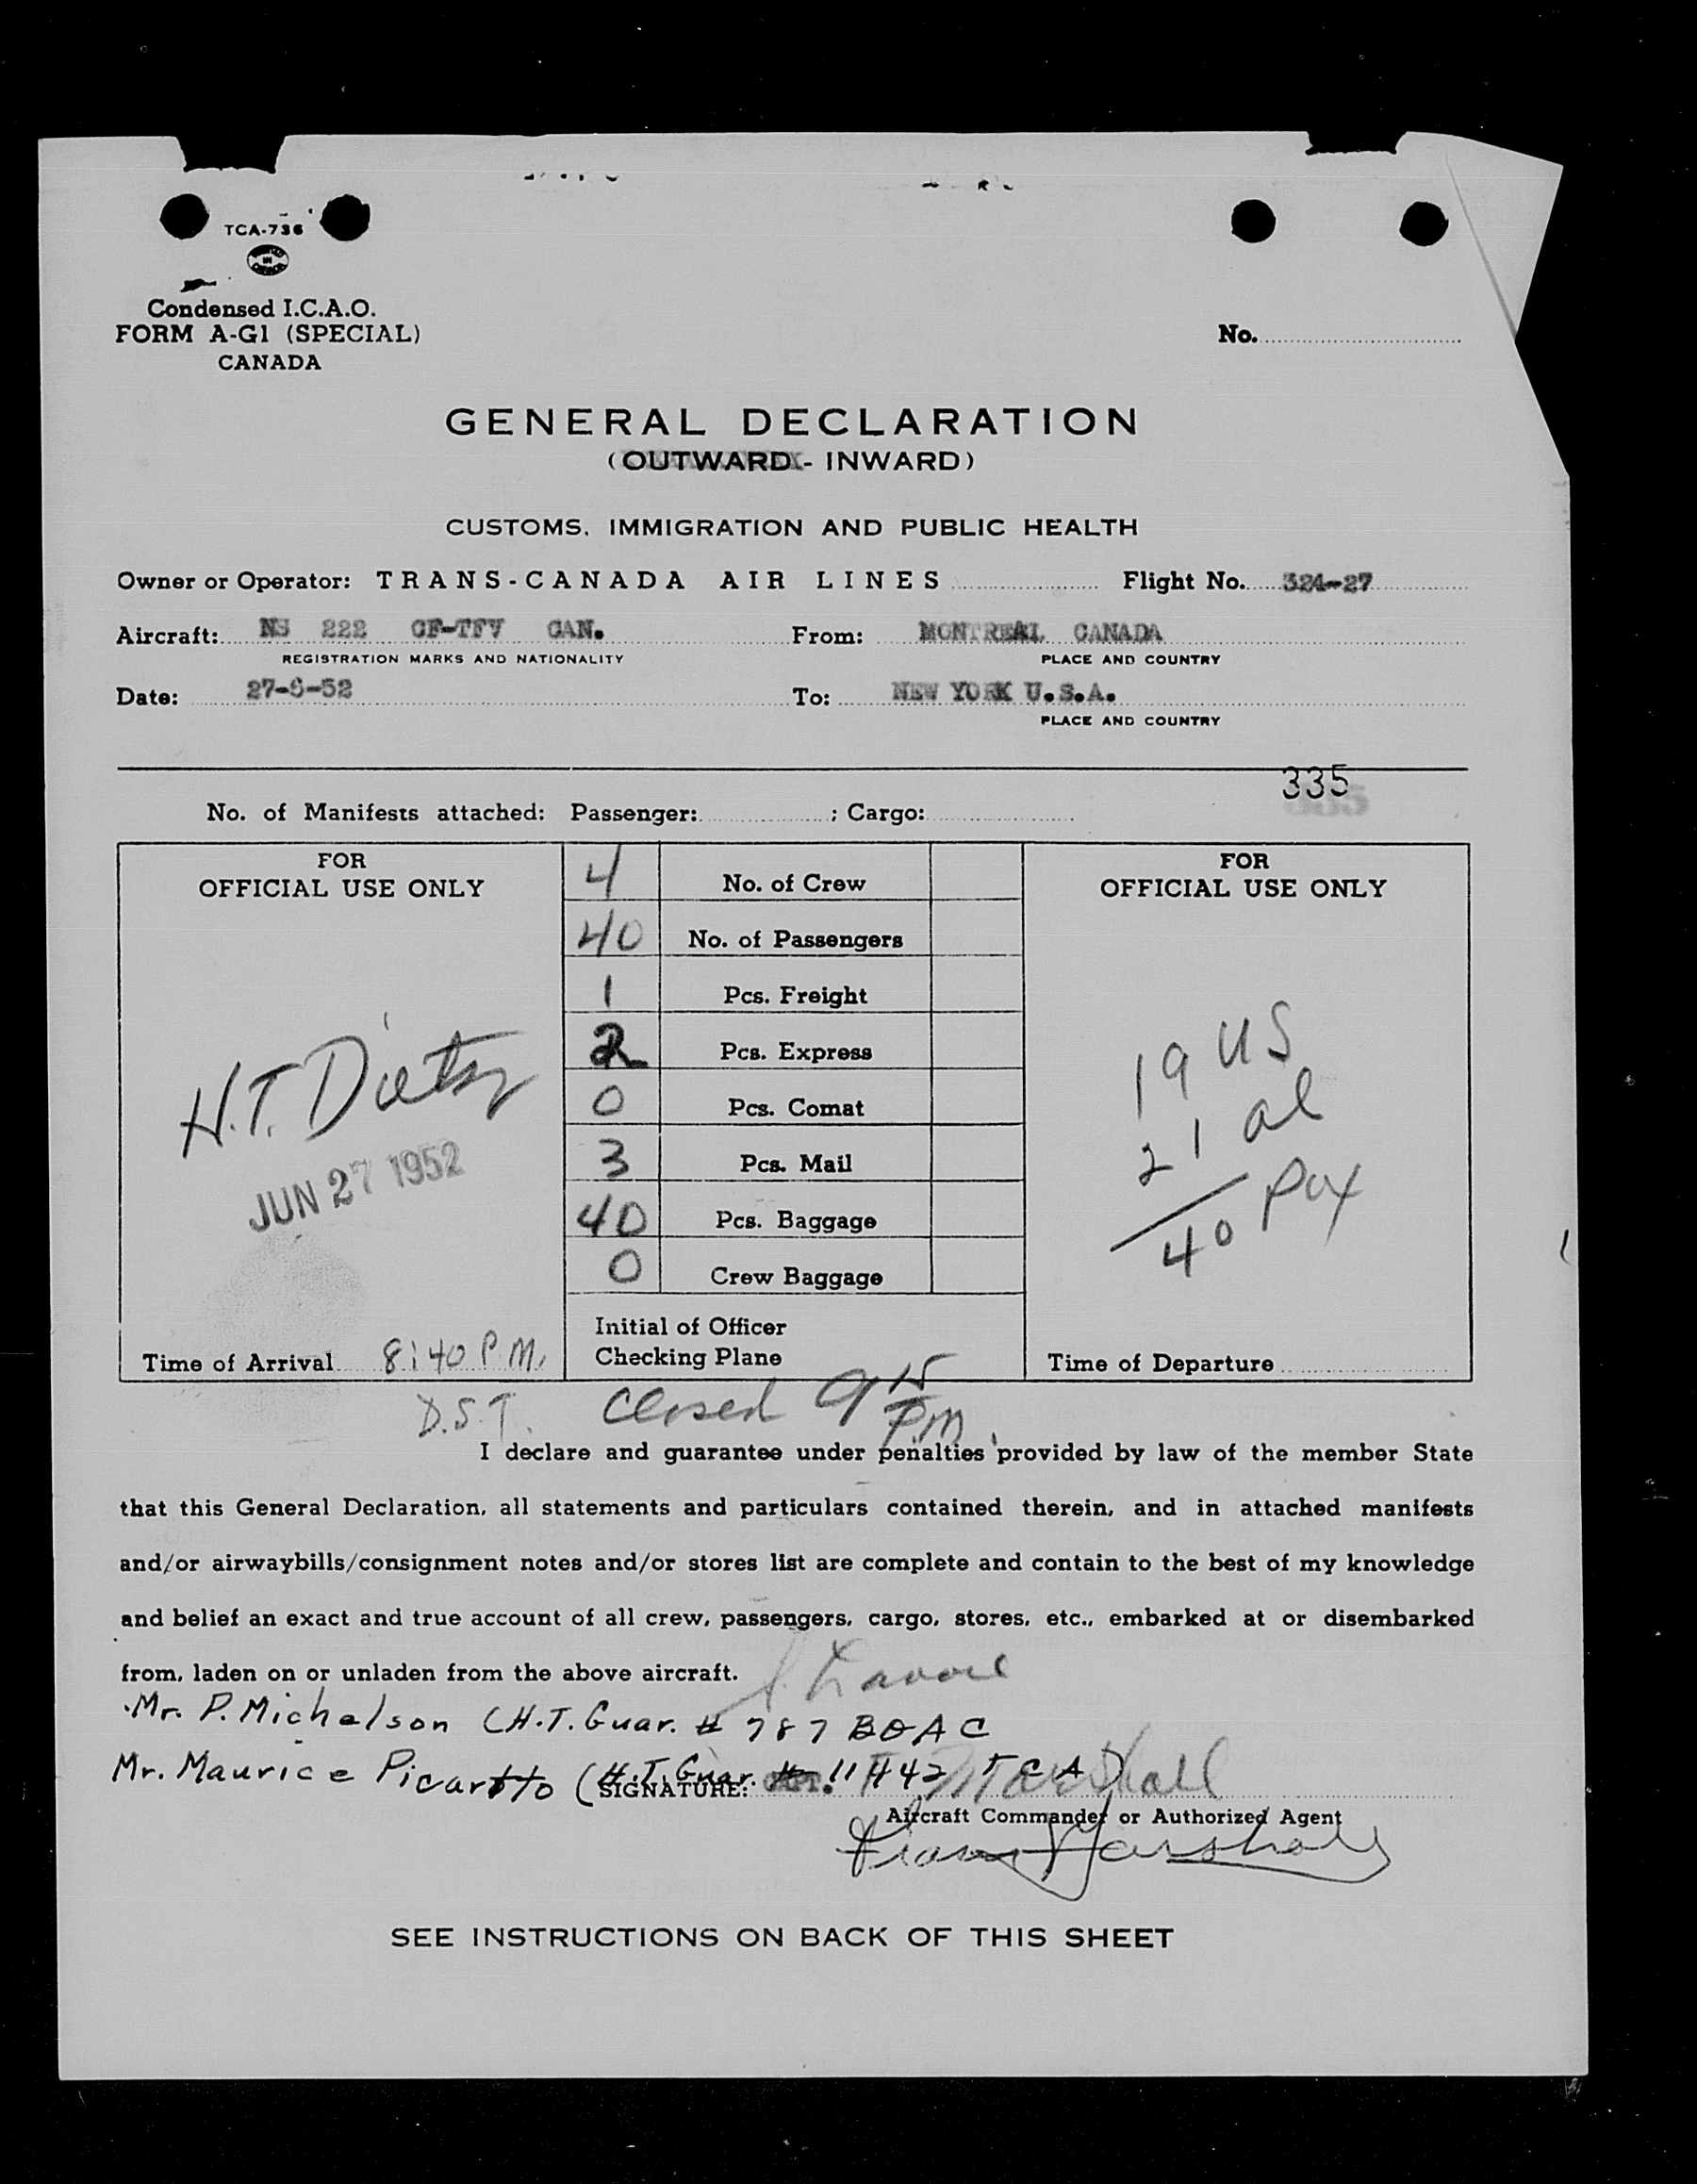 TCA-736
Condensed I.C.A.O.
FORM A-G1 (SPECIAL)
CANADA
No.
GENERAL DECLARATION
(OUTWARD - INWARD)
CUSTOMS, IMMIGRATION AND PUBLIC HEALTH
Owner or Operator: TRANS-CANADA AIR LINES Flight No. 324-27
Aircraft: NS 222 CF-TFV CAN. From: MONTREAL CANADA
REGISTRATION MARKS AND NATIONALITY PLACE AND COUNTRY
Date: 27-6-52 To: NEW YORK U.S.A.
PLACE AND COUNTRY
335
No. of Manifests attached: Passenger: ; Cargo:
FOR
OFFICIAL USE ONLY
H.T. Dietz
JUN 27 1952
Time of Arrival 8:40 P.M.
D.S.T.
4 No. of Crew
40 No. of Passengers
1 Pcs. Freight
2 Pcs. Express
0 Pcs. Comat
3 Pcs. Mail
40 Pcs. Baggage
0 Crew Baggage
Initial of Officer
Checking Plane
Closed 9 15 P.M.
FOR
OFFICIAL USE ONLY
19 US
21 al
40 pax
Time of Departure
I declare and guarantee under penalties provided by law of the member State
that this General Declaration, all statements and particulars contained therein, and in attached manifests
and/or airwaybills/consignment notes and/or stores list are complete and contain to the best of my knowledge
and belief an exact and true account of all crew, passengers, cargo, stores, etc., embarked at or disembarked
from, laden on or unladen from the above aircraft.
Mr. P. Michelson (H.T. Guar. # 787 BOAC
Mr. Maurice (H.T. Guar. # 1142 TCA)
SIGNATURE: CAPT. F Marshall
Aircraft Commander or Authorized Agent
Marshall
SEE INSTRUCTIONS ON BACK OF THIS SHEET